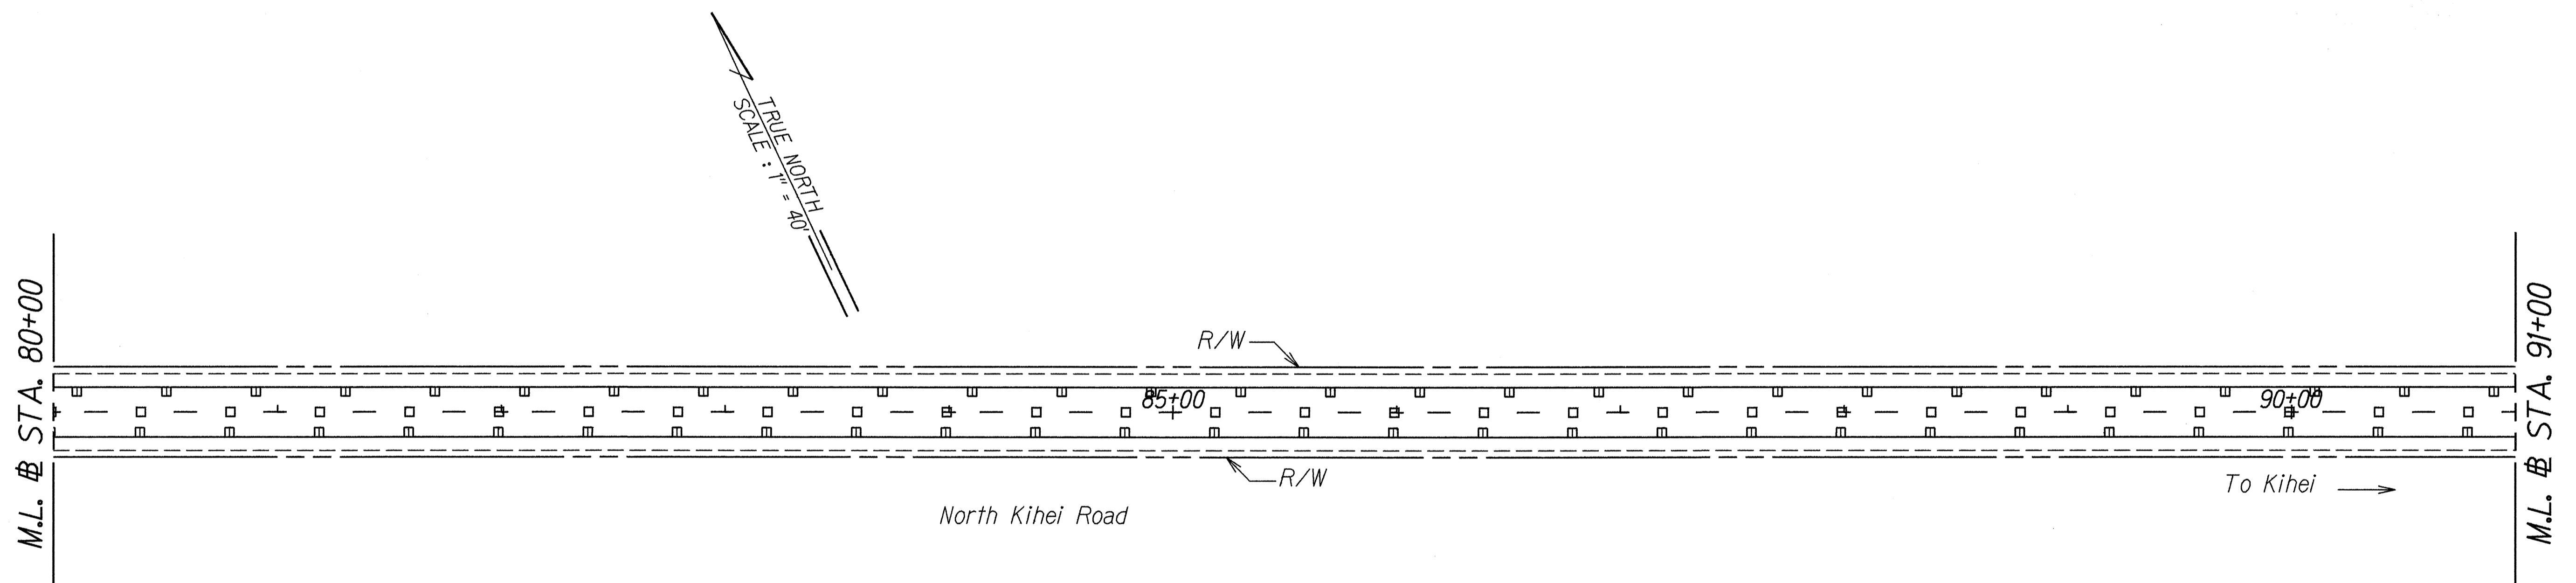 TRUE NORTH
SCALE : 1" = 40'
M.L. ⅊ STA. 80+00
R/W
85+00
90+00
R/W
To Kihei
North Kihei Road
M.L. ⅊ STA. 91+00